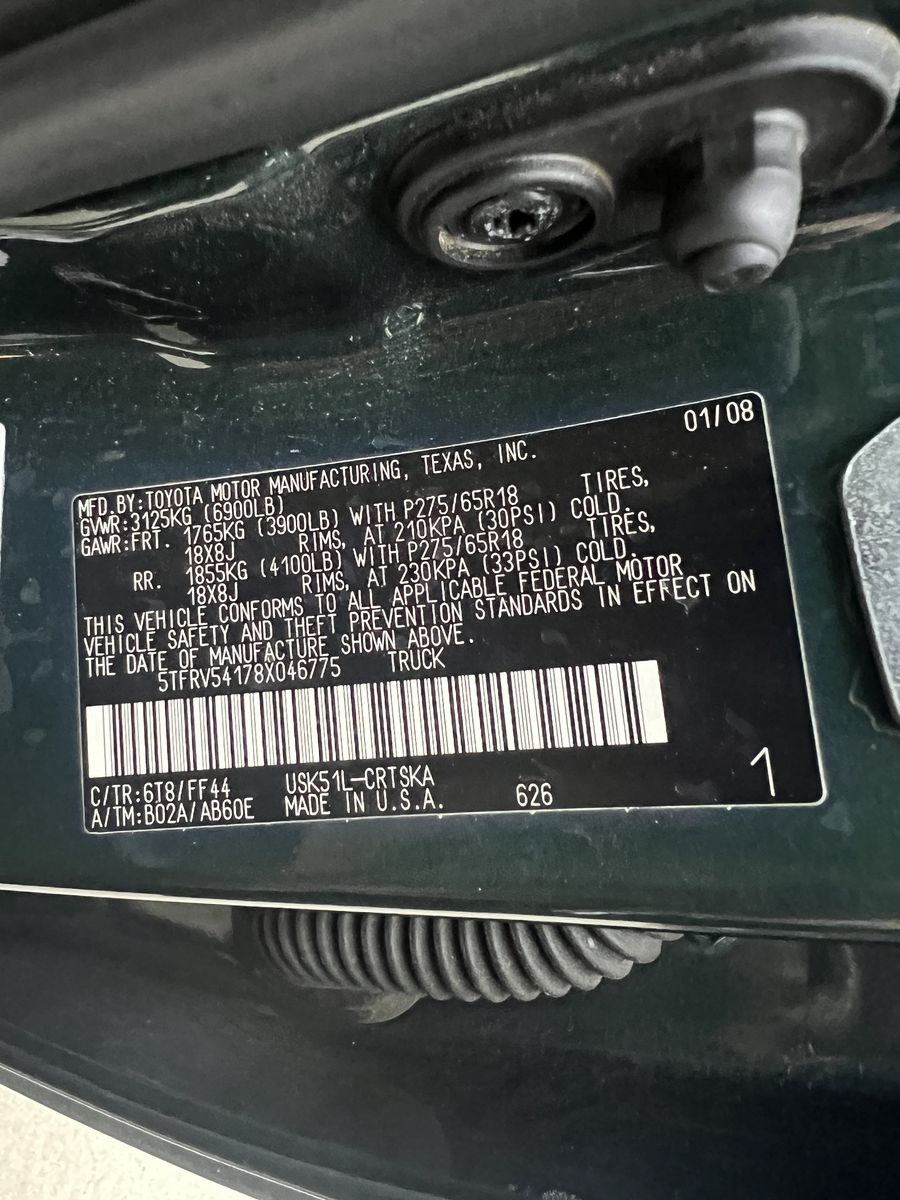 01/08
MFD.BY:TOYOTA MOTOR MANUFACTURING, TEXAS, INC.
GVWR:3125KG (6900LB)
GAWR:FRT. 1765KG (3900LB) WITH P275/65R18 TIRES,
18X8J RIMS, AT 210KPA (30PSI) COLD.
RR. 1855KG (4100LB) WITH P275/65R18 TIRES,
18X8J RIMS, AT 230KPA (33PSI) COLD.
THIS VEHICLE CONFORMS TO ALL APPLICABLE FEDERAL MOTOR
VEHICLE SAFETY AND THEFT PREVENTION STANDARDS IN EFFECT ON
THE DATE OF MANUFACTURE SHOWN ABOVE.
5TFRV54178X046775 TRUCK
C/TR:6T8/FF44 USK51L-CRTSKA
A/TM:B02A/AB60E MADE IN U.S.A. 626
1